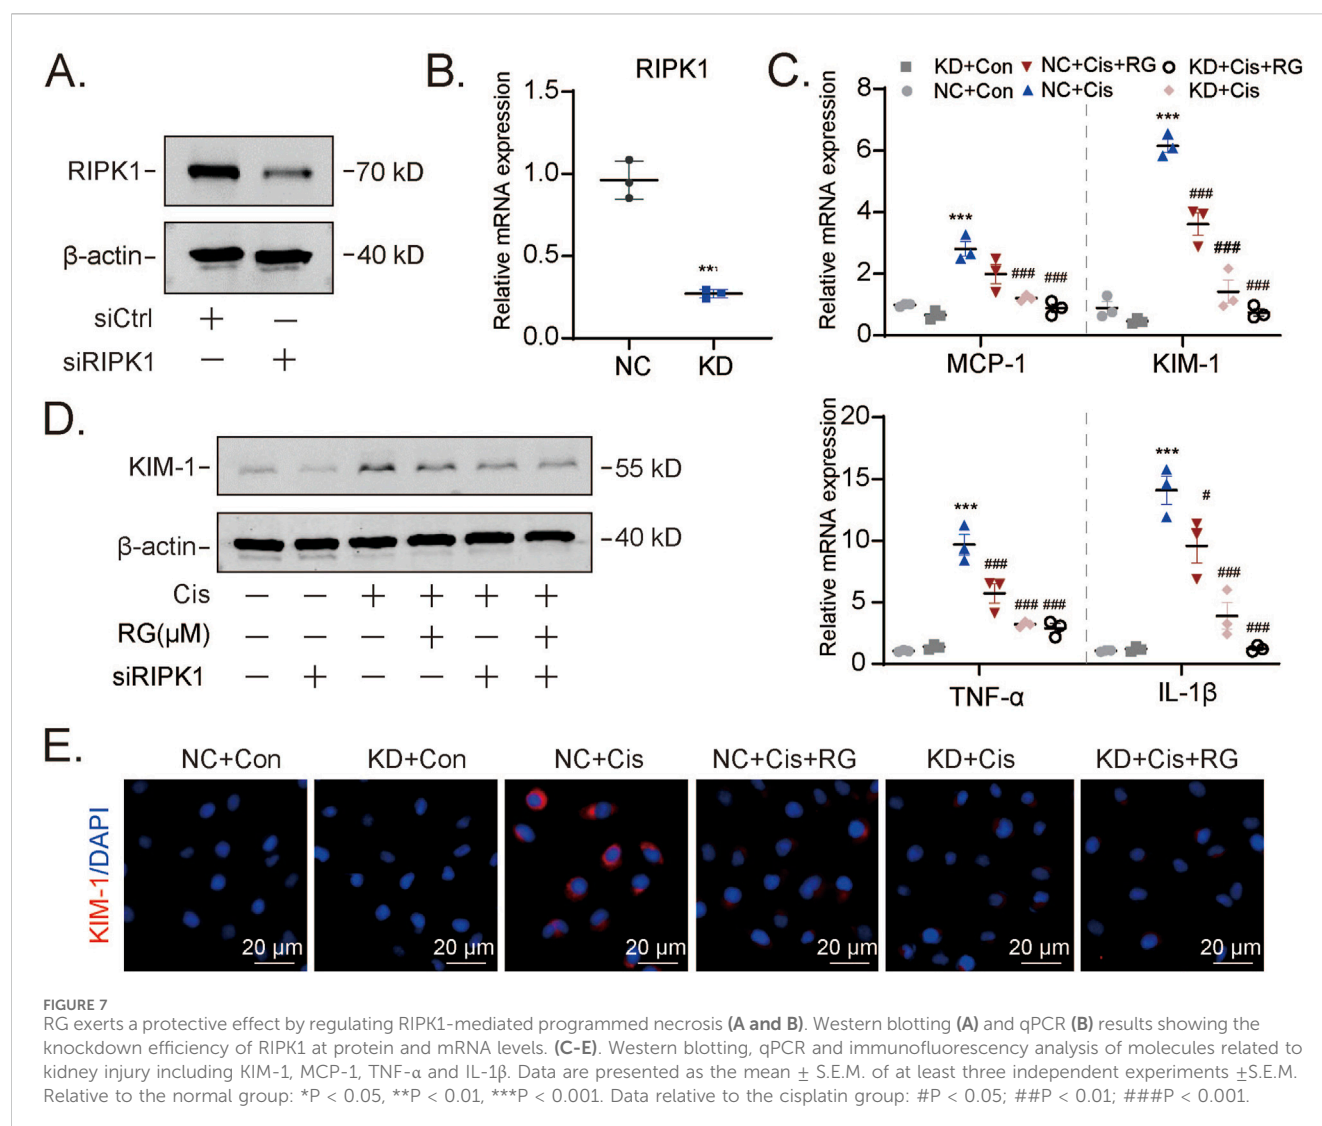 A.
RIPK1
70 kD
β-actin
40 kD
siCtrl + —
siRIPK1 — +
B.
RIPK1
Relative mRNA expression
1.5
1.0
0.5
0.0
**
NC KD
C.
KD+Con NC+Cis+RG KD+Cis+RG
NC+Con NC+Cis KD+Cis
Relative mRNA expression
8
6
4
2
0
*** ### ###
*** ### ### ###
MCP-1 KIM-1
Relative mRNA expression
20
15
10
5
0
*** ### ### ###
*** # ### ###
TNF-α IL-1β
D.
KIM-1
55 kD
β-actin
40 kD
Cis — — + + + +
RG(μM) — — — + — +
siRIPK1 — + — — + +
E.
NC+Con KD+Con NC+Cis NC+Cis+RG KD+Cis KD+Cis+RG
KIM-1/DAPI
20 μm 20 μm 20 μm 20 μm 20 μm 20 μm
FIGURE 7
RG exerts a protective effect by regulating RIPK1-mediated programmed necrosis (A and B). Western blotting (A) and qPCR (B) results showing the
knockdown efficiency of RIPK1 at protein and mRNA levels. (C-E). Western blotting, qPCR and immunofluorescency analysis of molecules related to
kidney injury including KIM-1, MCP-1, TNF-α and IL-1β. Data are presented as the mean ± S.E.M. of at least three independent experiments ±S.E.M.
Relative to the normal group: *P < 0.05, **P < 0.01, ***P < 0.001. Data relative to the cisplatin group: #P < 0.05; ##P < 0.01; ###P < 0.001.